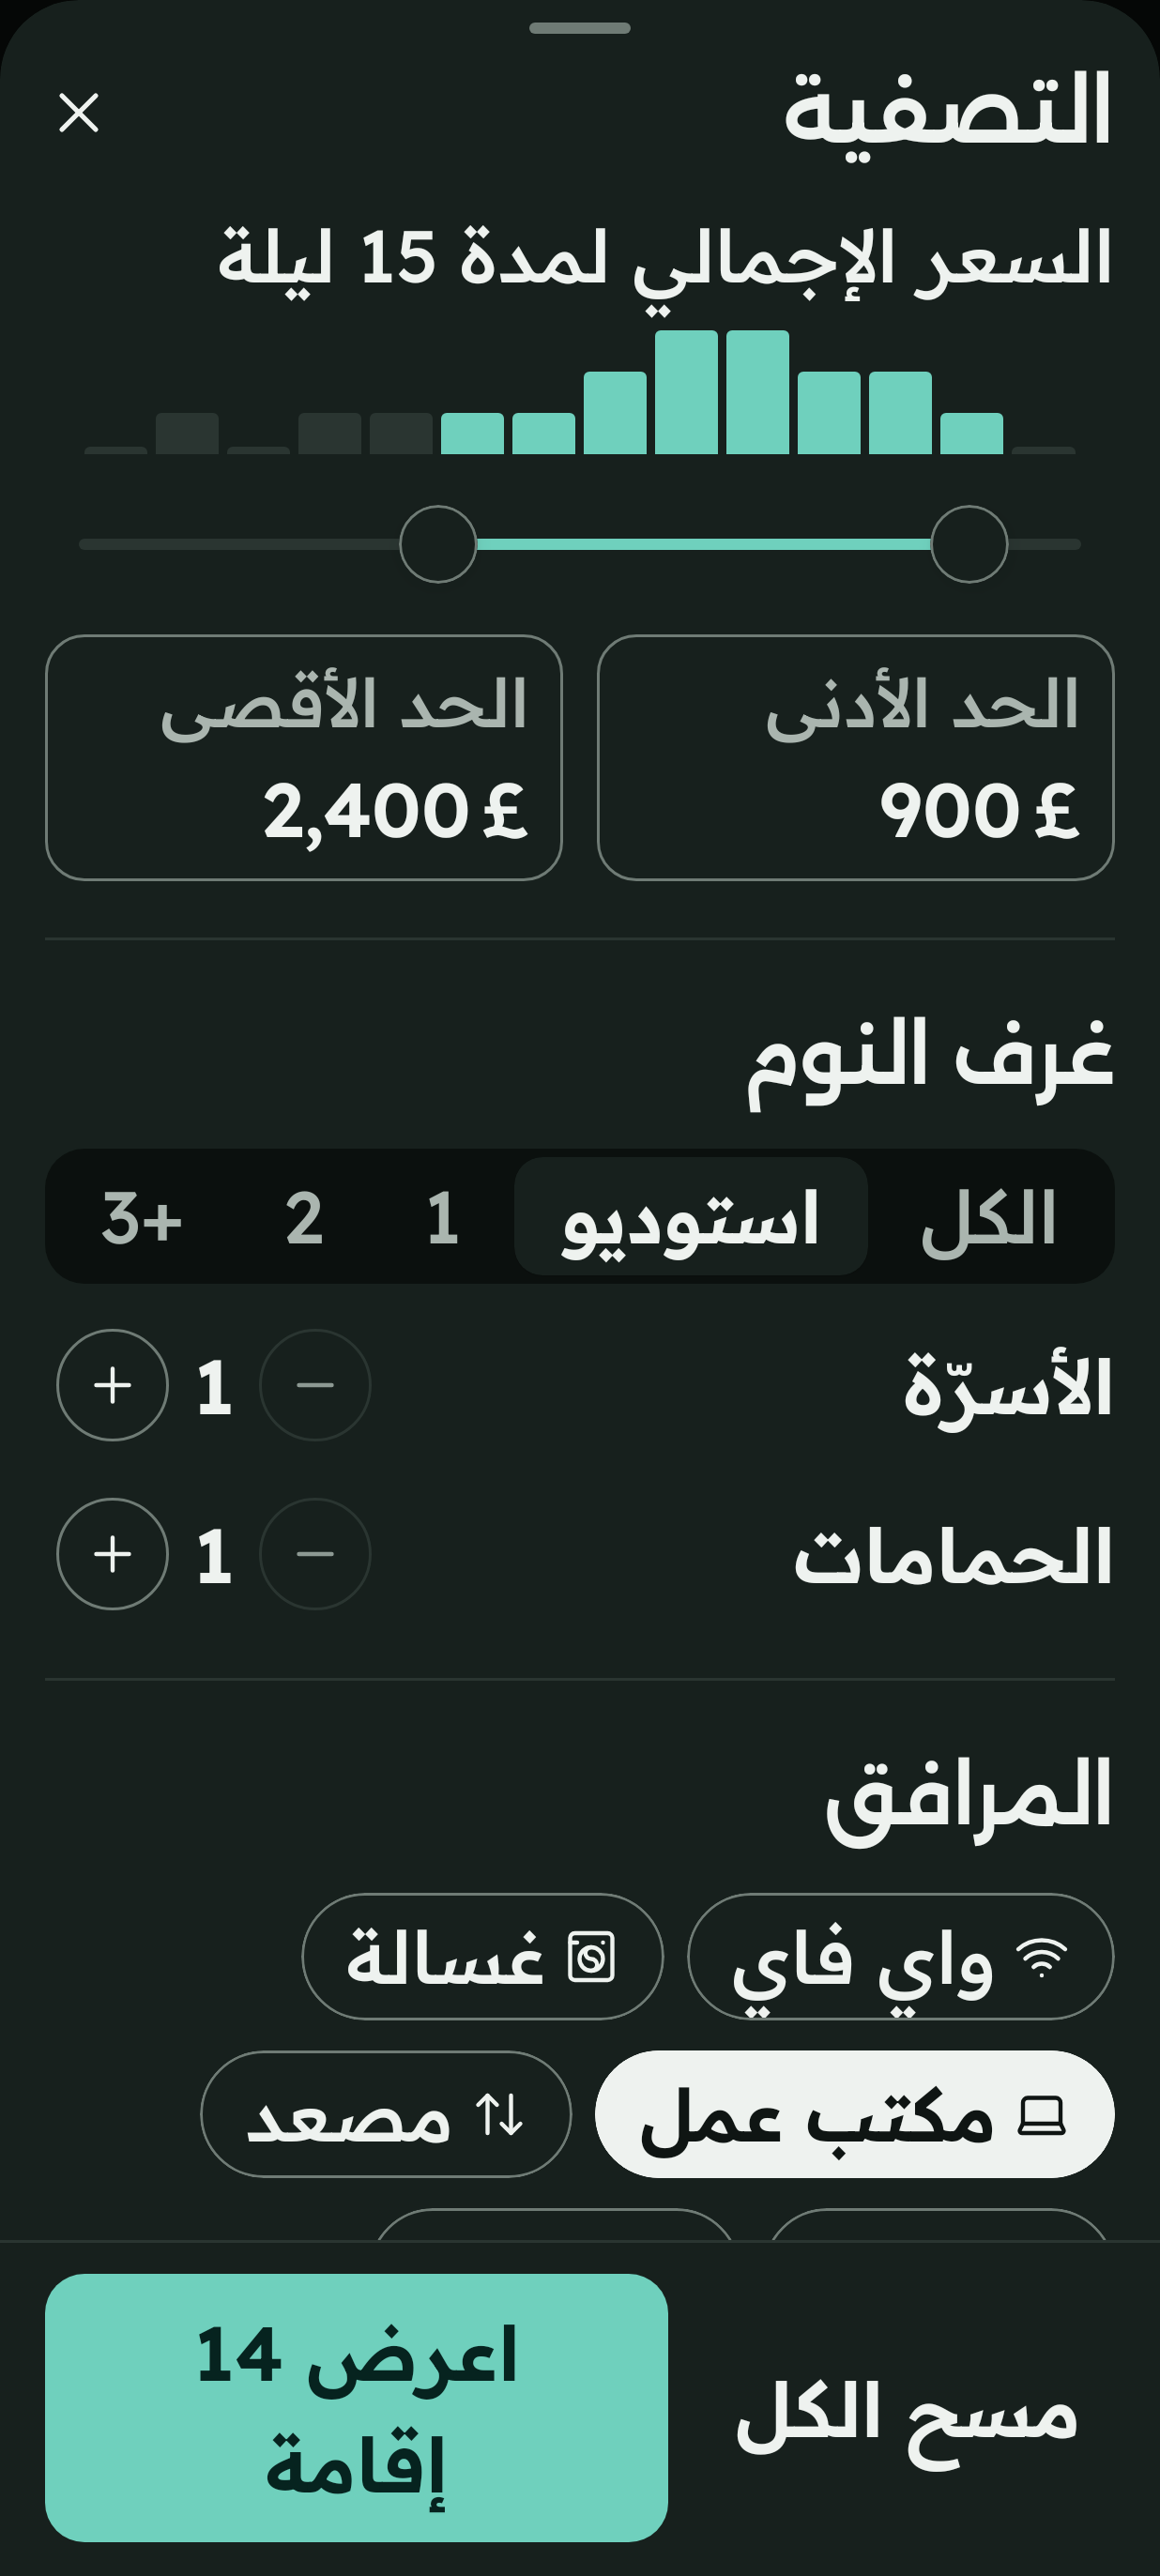 التصفية
السعر الإجمالي لمدة 15 ليلة
الحد الأدنى
£ 900
الحد الأقصى
£ 2,400
غرف النوم
الكل
استوديو
1
2
3+
الأسرّة
1
الحمامات
1
المرافق
واي فاي
غسالة
مكتب عمل
مصعد
مسح الكل
اعرض 14
إقامة